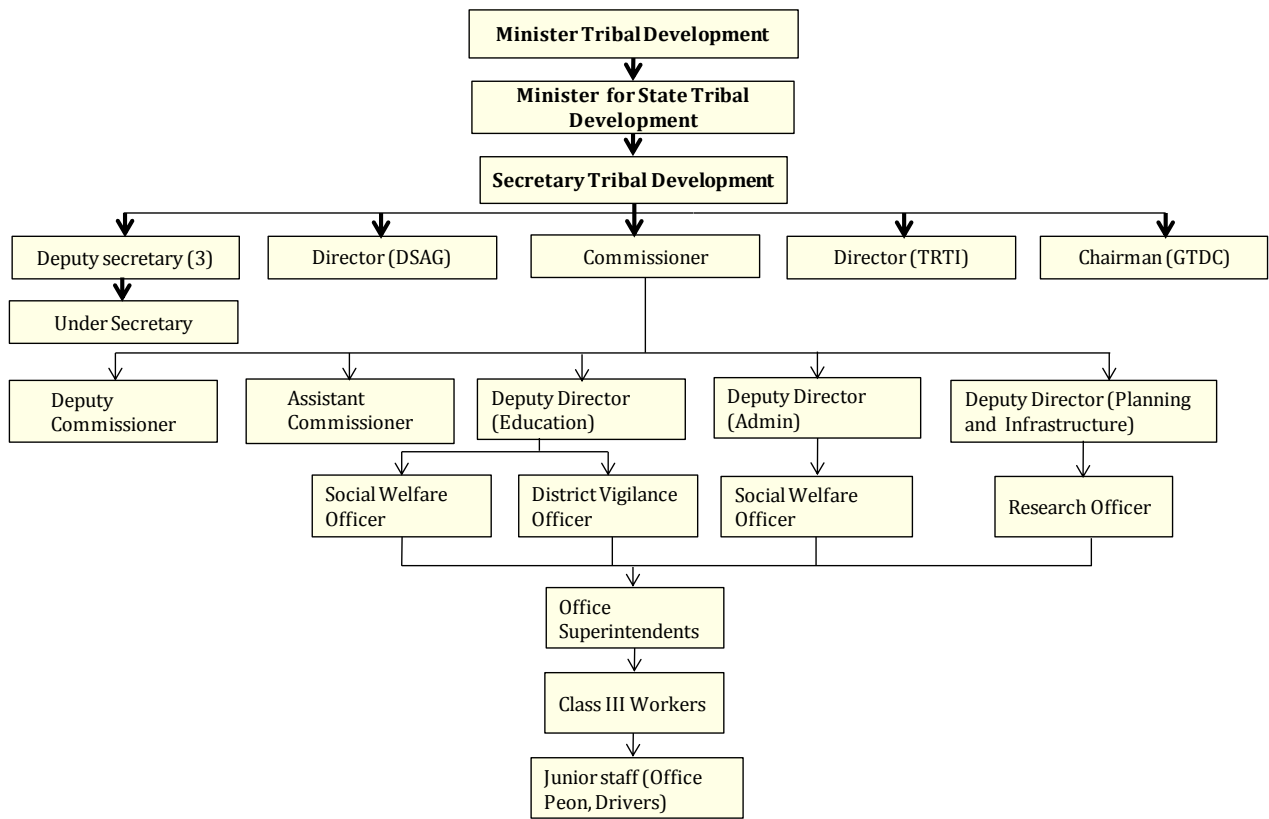 Minister Tribal Development
Minister for State Tribal
Development
Secretary Tribal Development
Deputy secretary (3)
Director (DSAG)
Commissioner
Director (TRTI)
Chairman (GTDC)
Under Secretary
Deputy
Commissioner
Assistant
Commissioner
Deputy Director
(Education)
Deputy Director
(Admin)
Deputy Director (Planning
and Infrastructure)
Social Welfare
Officer
District Vigilance
Officer
Social Welfare
Officer
Research Officer
Office
Superintendents
Class III Workers
Junior staff (Office
Peon, Drivers)